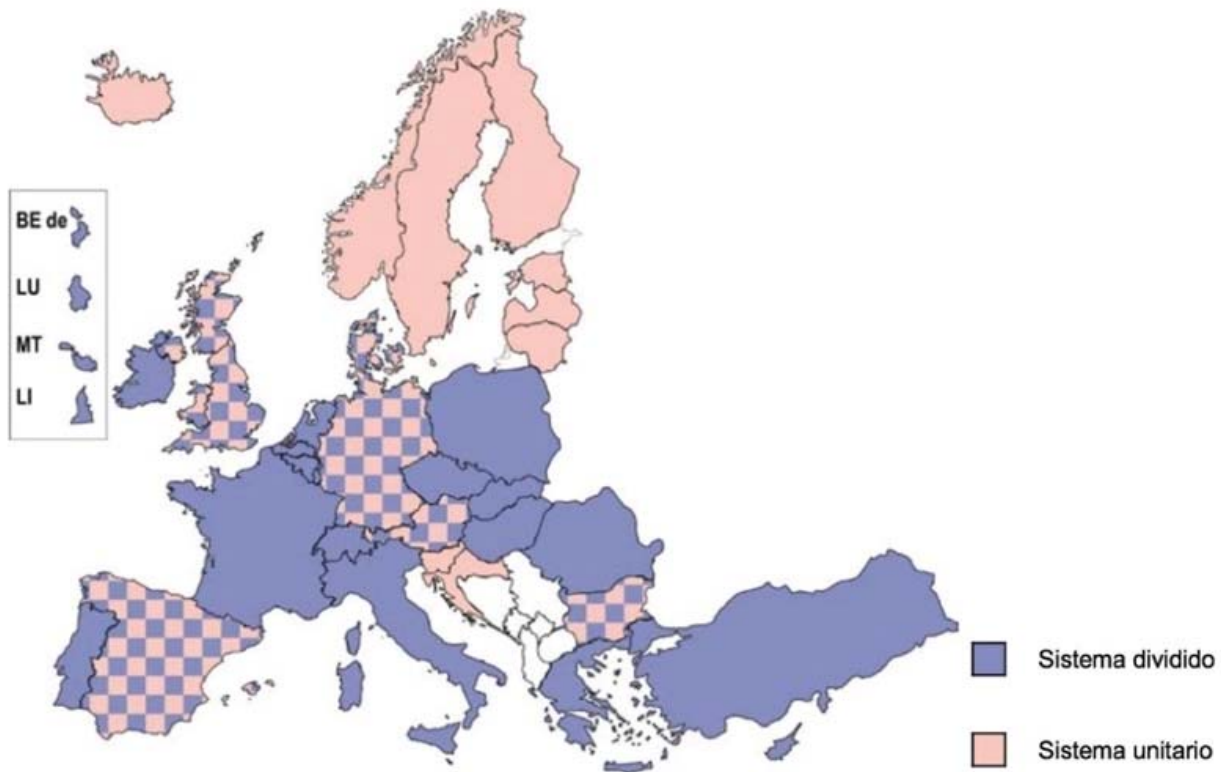 BE de
LU
MT
LI
Sistema dividido
Sistema unitario